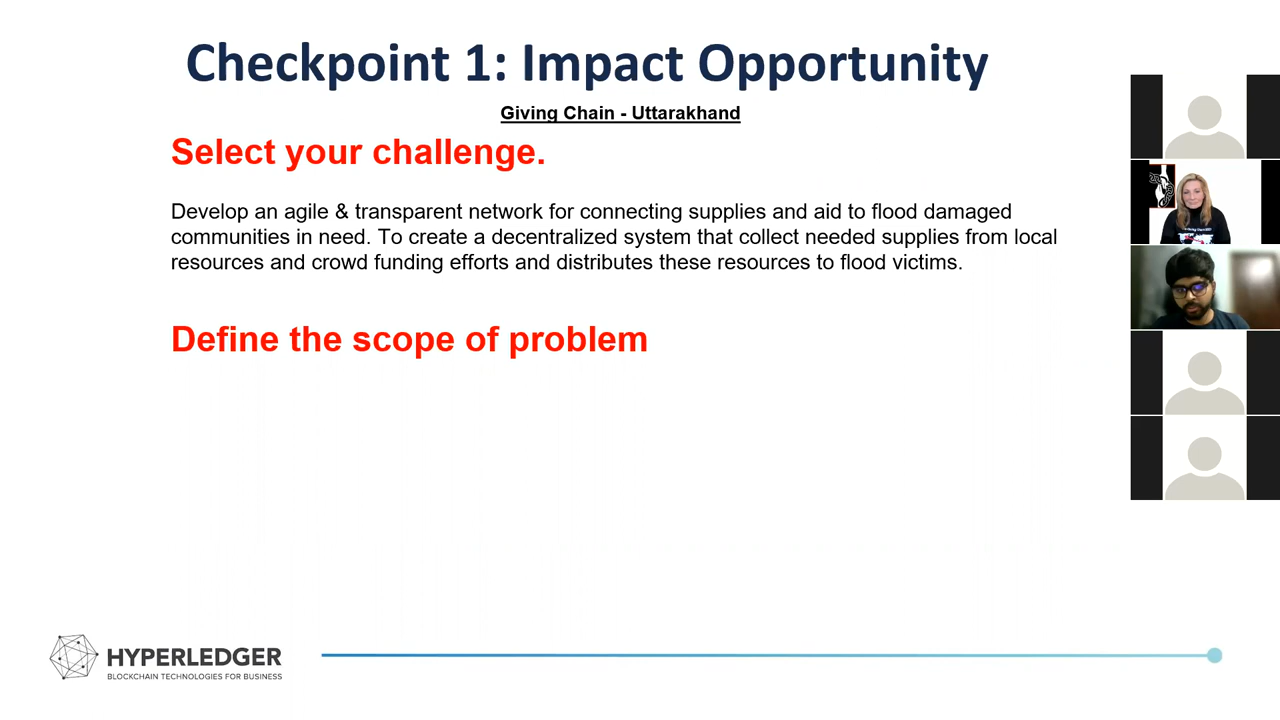 Checkpoint 1: Impact Opportunity
Giving Chain - Uttarakhand
Select your challenge.
Develop an agile & transparent network for connecting supplies and aid to flood damaged
communities in need. To create a decentralized system that collect needed supplies from local
resources and crowd funding efforts and distributes these resources to flood victims.
Define the scope of problem
HYPERLEDGER
BLOCKCHAIN TECHNOLOGIES FOR BUSINESS